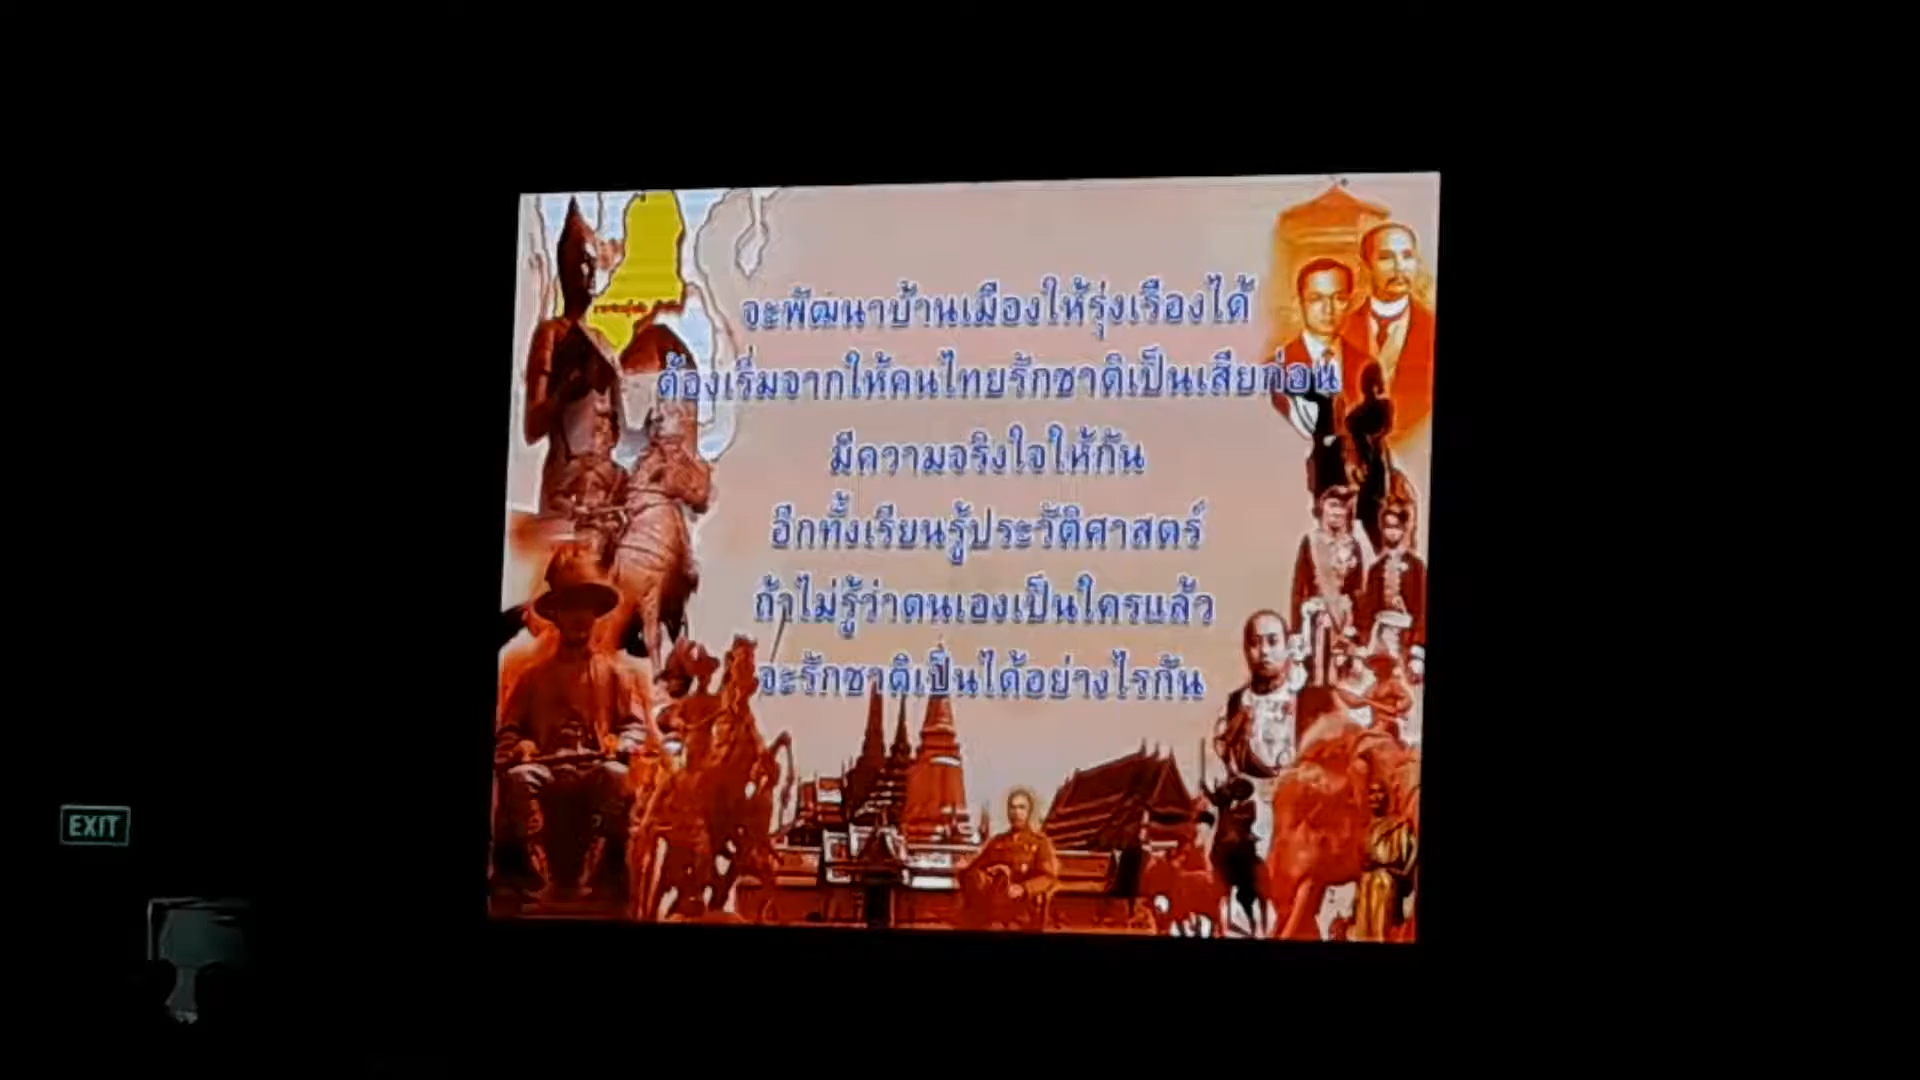 จะพัฒนาบ้านเมืองให้รุ่งเรืองได้
ต้องเริ่มจากให้คนไทยรักชาติเป็นเสียก่อน
มีความจริงใจให้กัน
อีกทั้งเรียนรู้ประวัติศาสตร์
ถ้าไม่รู้ว่าตนเองเป็นใครแล้ว
จะรักชาติเป็นได้อย่างไรกัน
EXIT